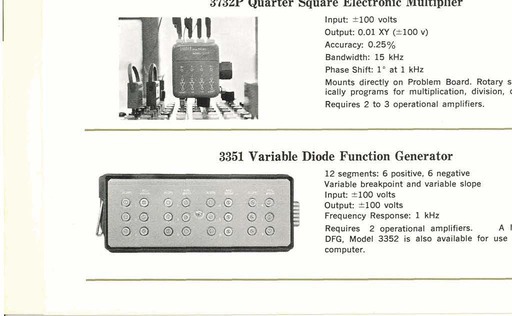 3732P Quarter Square Electronic Multiplier
Input: ±100 volts
Output: 0.01 XY (±100 v)
Accuracy: 0.25%
Bandwidth: 15 kHz
Phase Shift: 1° at 1 kHz
Mounts directly on Problem Board. Rotary s
ically programs for multiplication, division,
Requires 2 to 3 operational amplifiers.
3351 Variable Diode Function Generator
12 segments: 6 positive, 6 negative
Variable breakpoint and variable slope
Input: ±100 volts
Output: ±100 volts
Frequency Response: 1 kHz
Requires 2 operational amplifiers. A
DFG, Model 3352 is also available for use
computer.